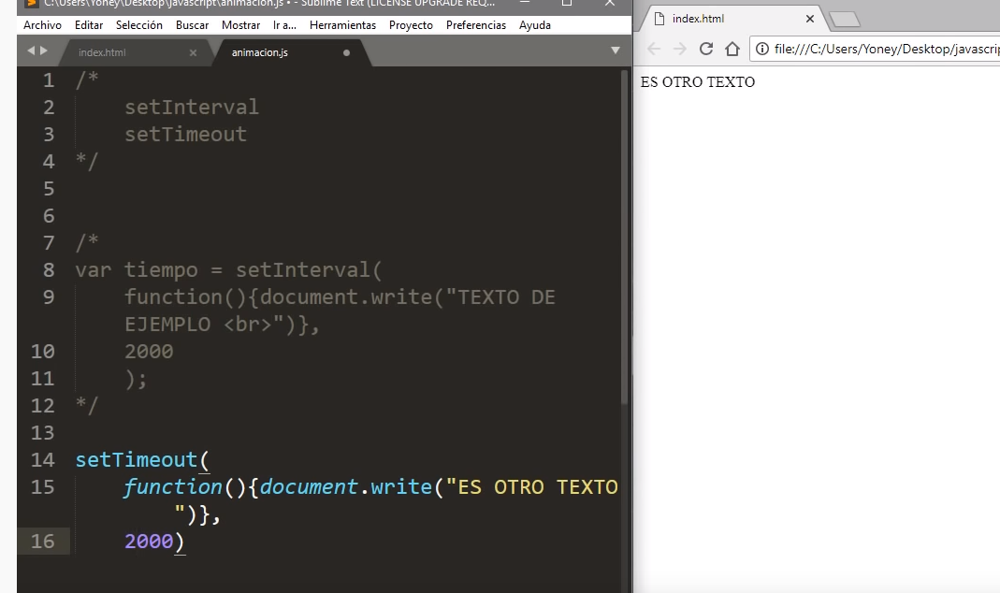 C:\Users\Yoney\Desktop\javascript\animacion.js • - Sublime Text (LICENSE UPGRADE REQ...
Archivo Editar Selección Buscar Mostrar Ir a... Herramientas Proyecto Preferencias Ayuda
index.html × animacion.js
1 /*
2 setInterval
3 setTimeout
4 */
5
6
7 /*
8 var tiempo = setInterval(
9 function(){document.write("TEXTO DE
EJEMPLO <br>")},
10 2000
11 );
12 */
13
14 setTimeout(
15 function(){document.write("ES OTRO TEXTO
")},
16 2000)
index.html
file:///C:/Users/Yoney/Desktop/javascrip
ES OTRO TEXTO